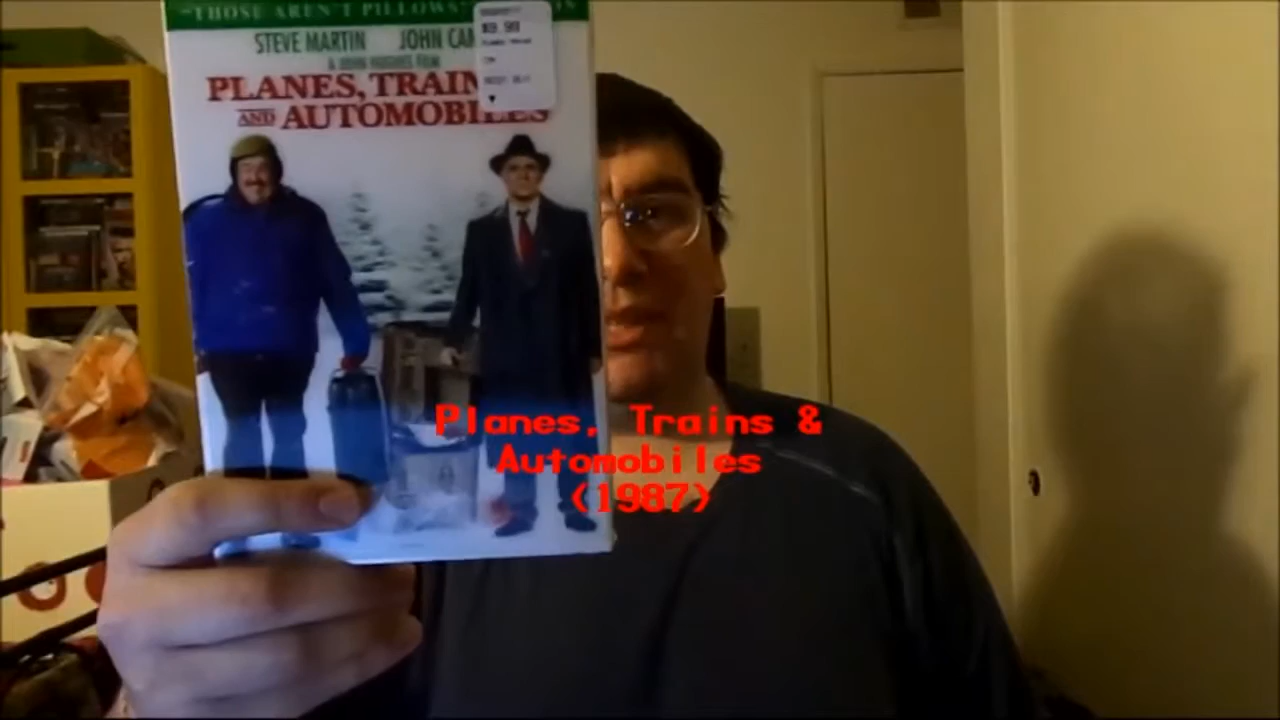 "THOSE AREN'T PILLOWS!"
STEVE MARTIN JOHN CAN
A JOHN HUGHES FILM
PLANES, TRAIN
AND AUTOMOBILES
Planes, Trains &
Automobiles
(1987)